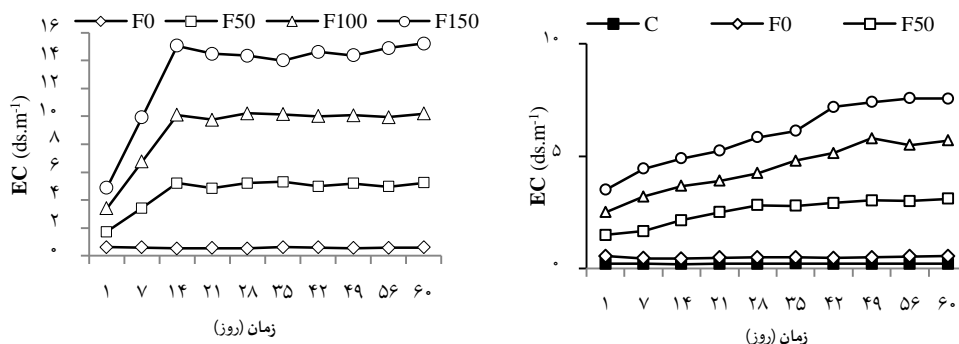 F0 F50 F100 F150
EC (ds.m-1)
۱۶
۱۴
۱۲
۱۰
۸
۶
۴
۲
۰
۱ ۷ ۱۴ ۲۱ ۲۸ ۳۵ ۴۲ ۴۹ ۵۶ ۶۰
زمان (روز)
C F0 F50
EC (ds.m-1)
۱۰
۵
۰
۱ ۷ ۱۴ ۲۱ ۲۸ ۳۵ ۴۲ ۴۹ ۵۶ ۶۰
زمان (روز)